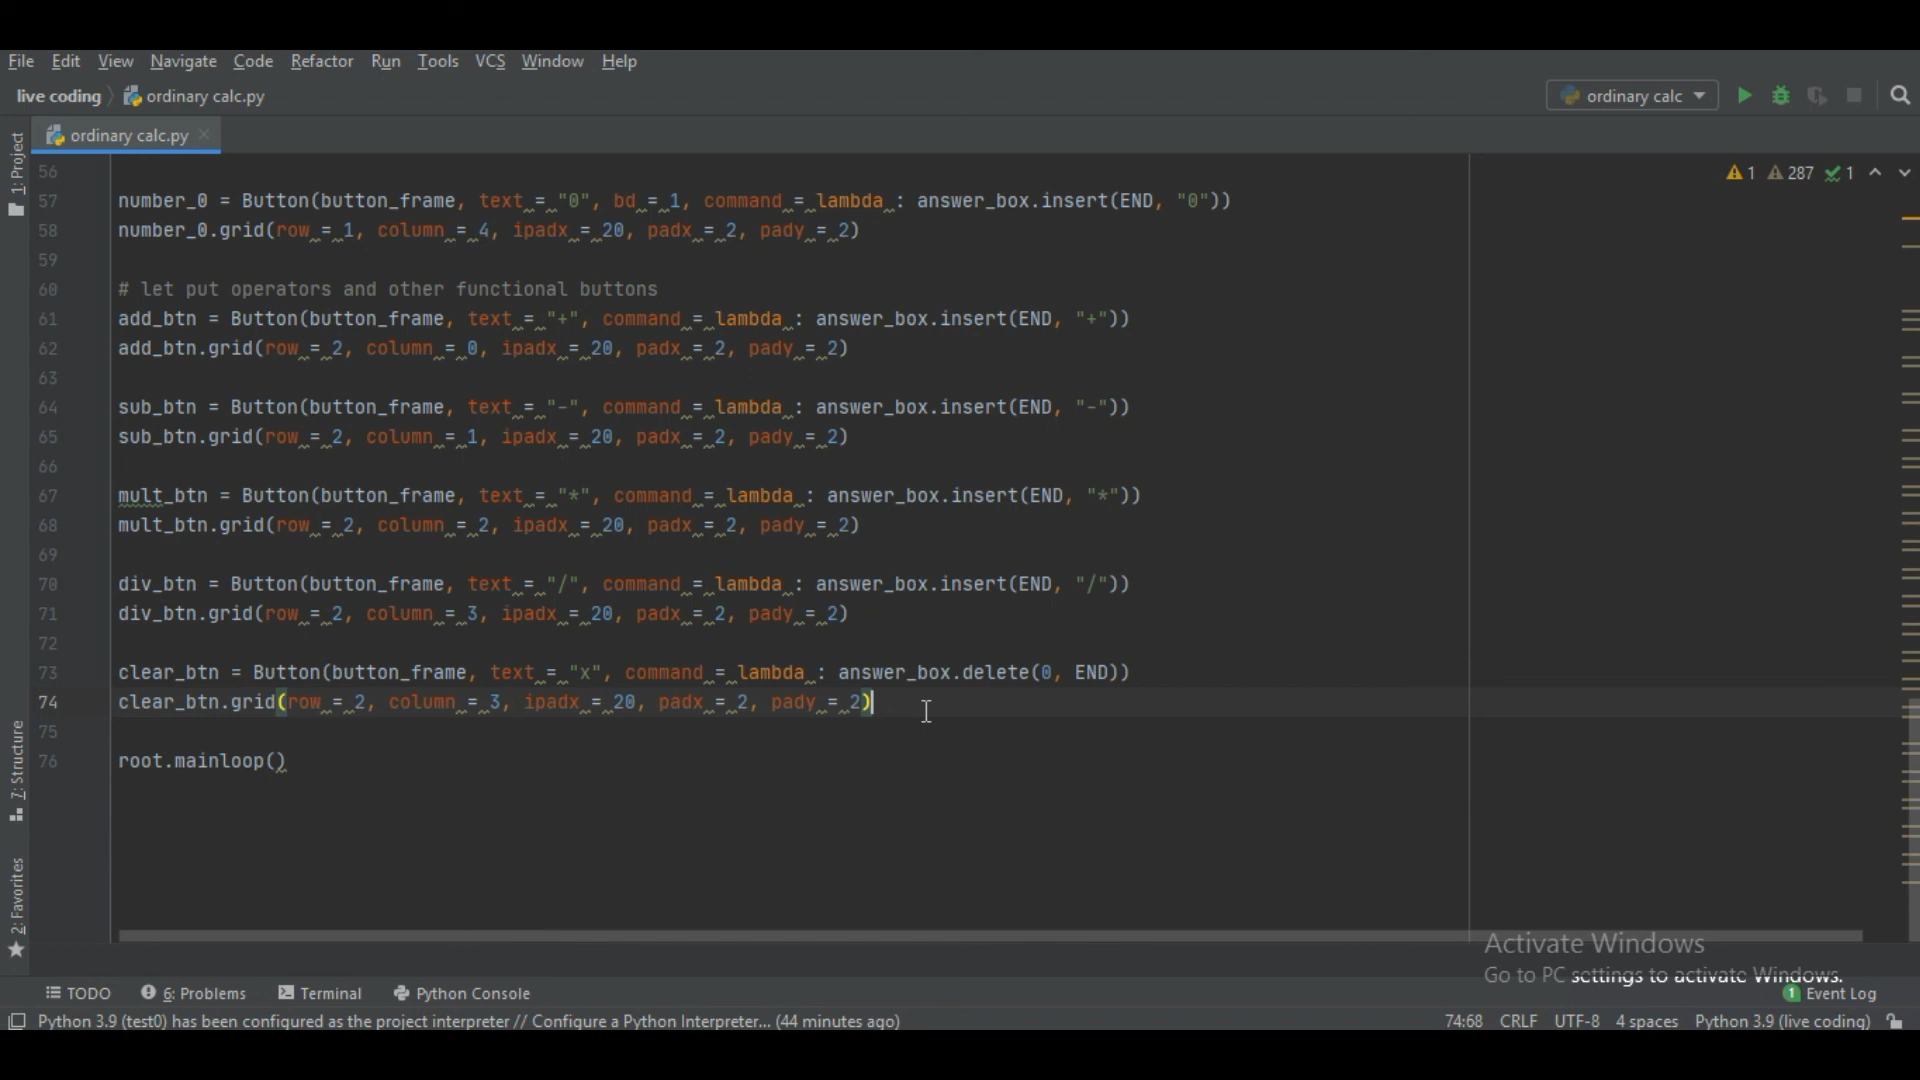 File Edit View Navigate Code Refactor Run Tools VCS Window Help
live coding ordinary calc.py ordinary calc
ordinary calc.py
1: Project
1 287 1
56
57 number_0 = Button(button_frame, text = "0", bd = 1, command = lambda : answer_box.insert(END, "0"))
58 number_0.grid(row = 1, column = 4, ipadx = 20, padx = 2, pady = 2)
59
60 # let put operators and other functional buttons
61 add_btn = Button(button_frame, text = "+", command = lambda : answer_box.insert(END, "+"))
62 add_btn.grid(row = 2, column = 0, ipadx = 20, padx = 2, pady = 2)
63
64 sub_btn = Button(button_frame, text = "-", command = lambda : answer_box.insert(END, "-"))
65 sub_btn.grid(row = 2, column = 1, ipadx = 20, padx = 2, pady = 2)
66
67 mult_btn = Button(button_frame, text = "*", command = lambda : answer_box.insert(END, "*"))
68 mult_btn.grid(row = 2, column = 2, ipadx = 20, padx = 2, pady = 2)
69
70 div_btn = Button(button_frame, text = "/", command = lambda : answer_box.insert(END, "/"))
71 div_btn.grid(row = 2, column = 3, ipadx = 20, padx = 2, pady = 2)
72
73 clear_btn = Button(button_frame, text = "x", command = lambda : answer_box.delete(0, END))
74 clear_btn.grid(row = 2, column = 3, ipadx = 20, padx = 2, pady = 2)
75
76 root.mainloop()
7: Structure
2: Favorites
Activate Windows
Go to PC settings to activate Windows.
TODO 6: Problems Terminal Python Console 1 Event Log
Python 3.9 (test0) has been configured as the project interpreter // Configure a Python Interpreter... (44 minutes ago) 74:68 CRLF UTF-8 4 spaces Python 3.9 (live coding)